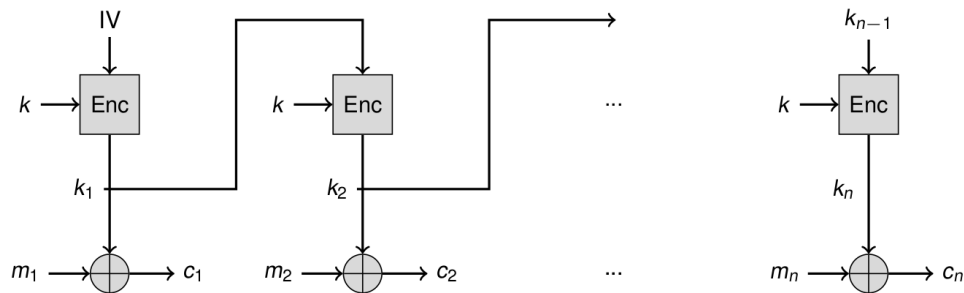 IV k_{n−1}
k Enc k Enc ... k Enc
k_1 k_2 k_n
m_1 c_1 m_2 c_2 ... m_n c_n